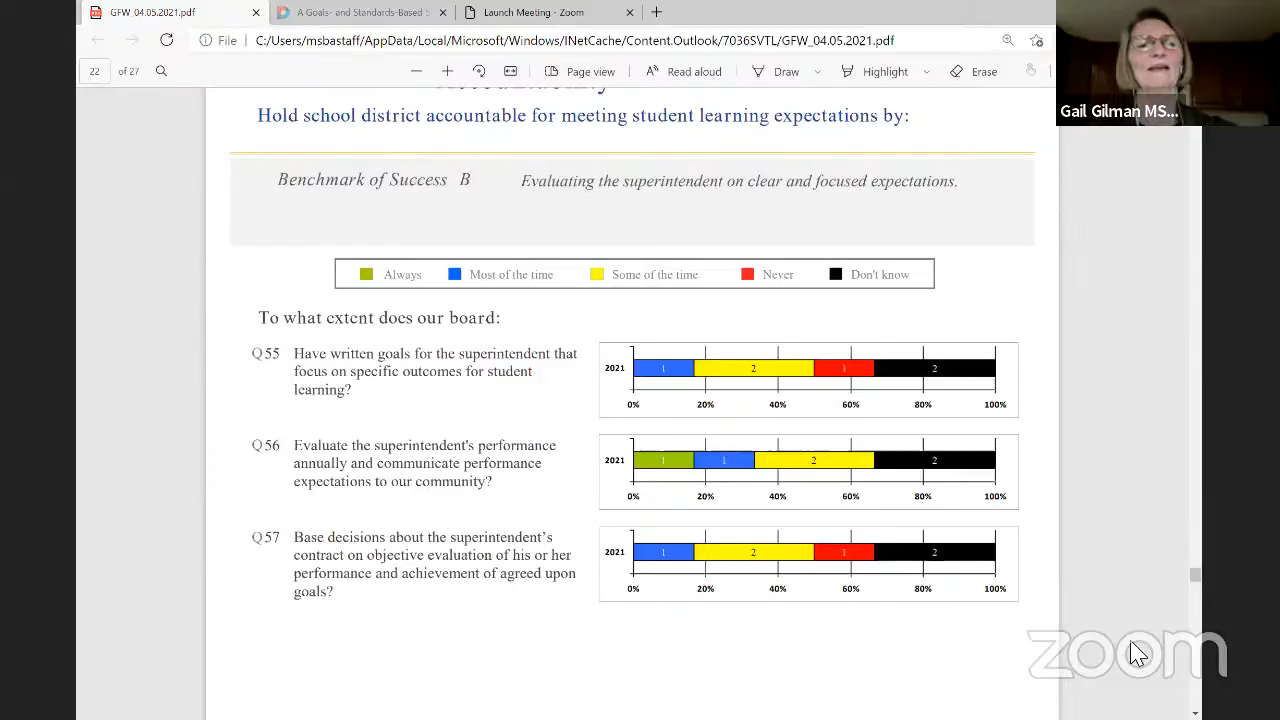 GFW_04.05.2021.pdf
A Goals- and Standards-Based S
Launch Meeting - Zoom
File
C:/Users/msbastaff/AppData/Local/Microsoft/Windows/INetCache/Content.Outlook/7036SVTL/GFW_04.05.2021.pdf
22 of 27
Page view
Read aloud
Draw
Highlight
Erase
Gail Gilman MS...
Hold school district accountable for meeting student learning expectations by:
Benchmark of Success B
Evaluating the superintendent on clear and focused expectations.
Always Most of the time Some of the time Never Don't know
To what extent does our board:
Q55 Have written goals for the superintendent that
focus on specific outcomes for student
learning?
2021 1 2 1 2
0% 20% 40% 60% 80% 100%
Q56 Evaluate the superintendent's performance
annually and communicate performance
expectations to our community?
2021 1 1 2 2
0% 20% 40% 60% 80% 100%
Q57 Base decisions about the superintendent's
contract on objective evaluation of his or her
performance and achievement of agreed upon
goals?
2021 1 2 1 2
0% 20% 40% 60% 80% 100%
zoom